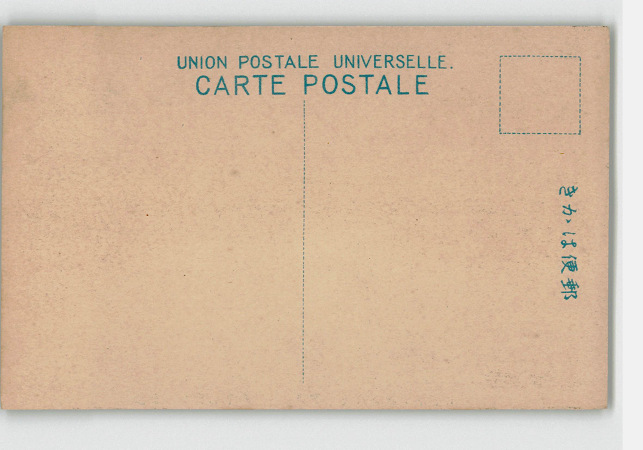 UNION POSTALE UNIVERSELLE.
CARTE POSTALE
きかは便郵